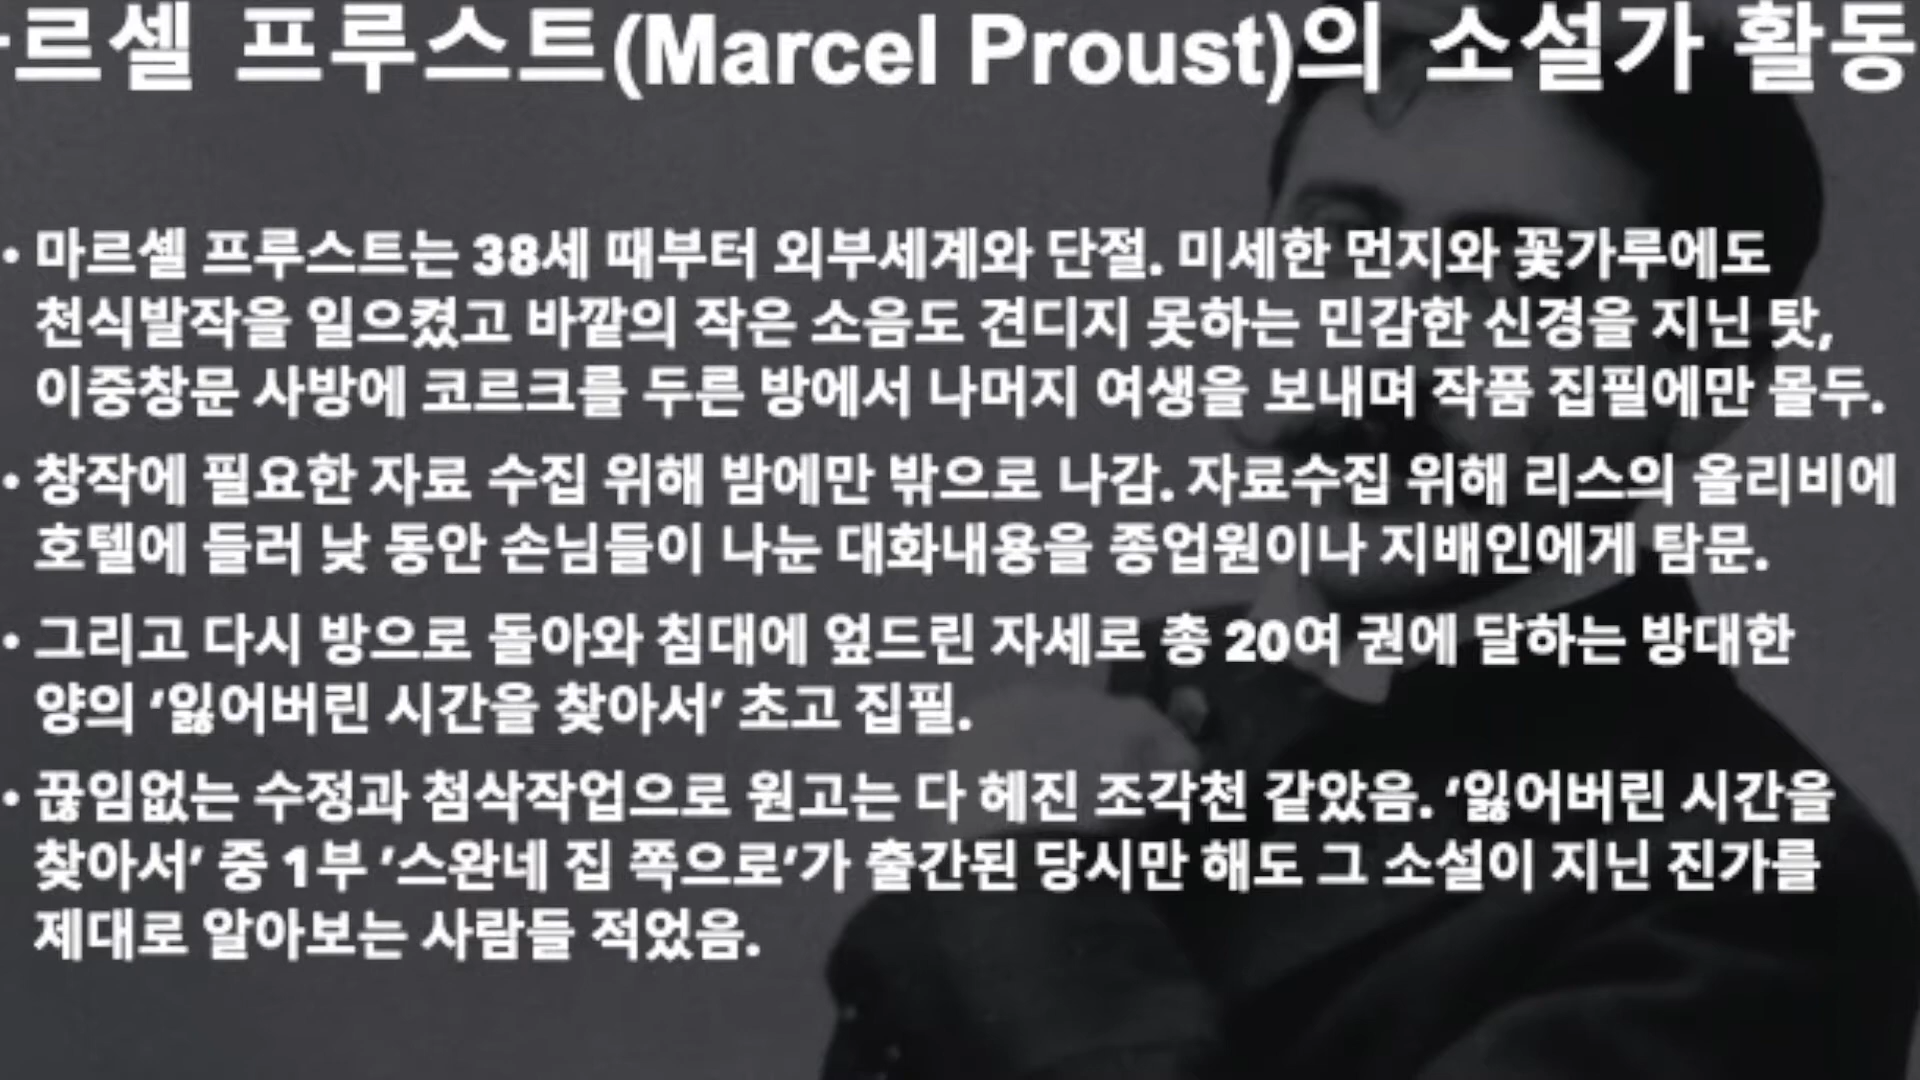 르셀 프루스트(Marcel Proust)의 소설가 활동
• 마르셀 프루스트는 38세 때부터 외부세계와 단절. 미세한 먼지와 꽃가루에도
천식발작을 일으켰고 바깥의 작은 소음도 견디지 못하는 민감한 신경을 지닌 탓,
이중창문 사방에 코르크를 두른 방에서 나머지 여생을 보내며 작품 집필에만 몰두.
• 창작에 필요한 자료 수집 위해 밤에만 밖으로 나감. 자료수집 위해 리스의 올리비에
호텔에 들러 낮 동안 손님들이 나눈 대화내용을 종업원이나 지배인에게 탐문.
• 그리고 다시 방으로 돌아와 침대에 엎드린 자세로 총 20여 권에 달하는 방대한
양의 '잃어버린 시간을 찾아서' 초고 집필.
• 끊임없는 수정과 첨삭작업으로 원고는 다 헤진 조각천 같았음. '잃어버린 시간을
찾아서' 중 1부 '스완네 집 쪽으로'가 출간된 당시만 해도 그 소설이 지닌 진가를
제대로 알아보는 사람들 적었음.